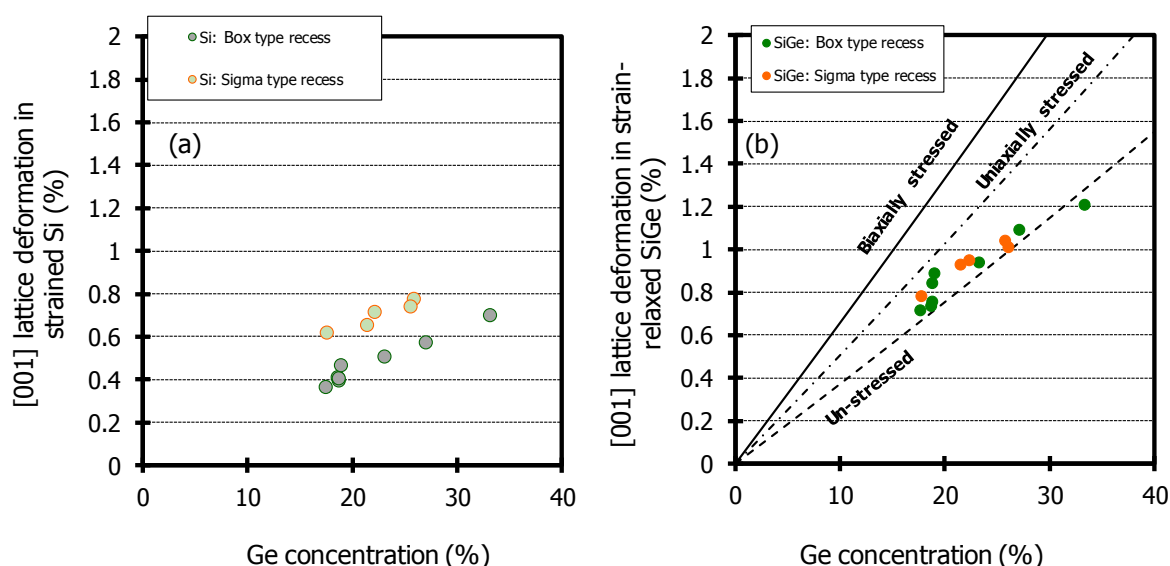 [001] lattice deformation in
strained Si (%)
2
1.8
1.6
1.4
1.2
1
0.8
0.6
0.4
0.2
0
Si: Box type recess
Si: Sigma type recess
(a)
0
10
20
30
40
Ge concentration (%)
[001] lattice deformation in strain-
relaxed SiGe (%)
2
1.8
1.6
1.4
1.2
1
0.8
0.6
0.4
0.2
0
SiGe: Box type recess
SiGe: Sigma type recess
(b)
Biaxially stressed
Uniaxially stressed
Un-stressed
0
10
20
30
40
Ge concentration (%)